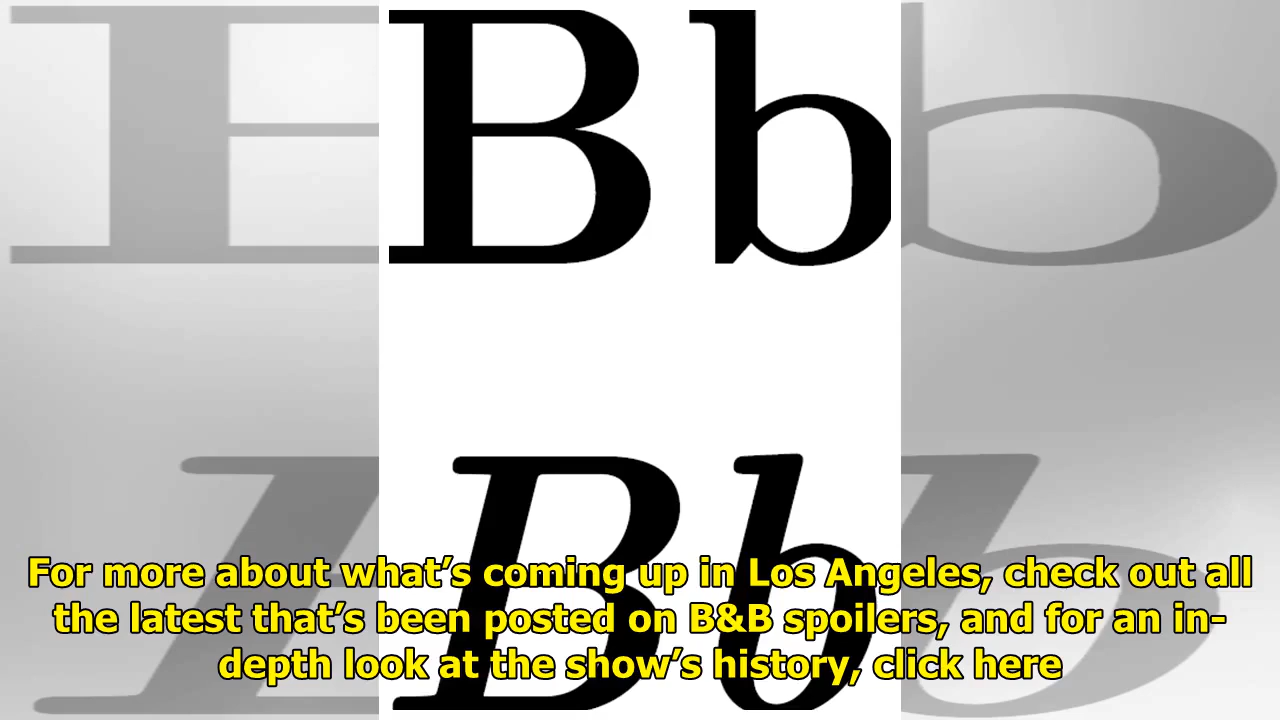 Bb
Bb
For more about what’s coming up in Los Angeles, check out all
the latest that’s been posted on B&B spoilers, and for an in-
depth look at the show’s history, click here